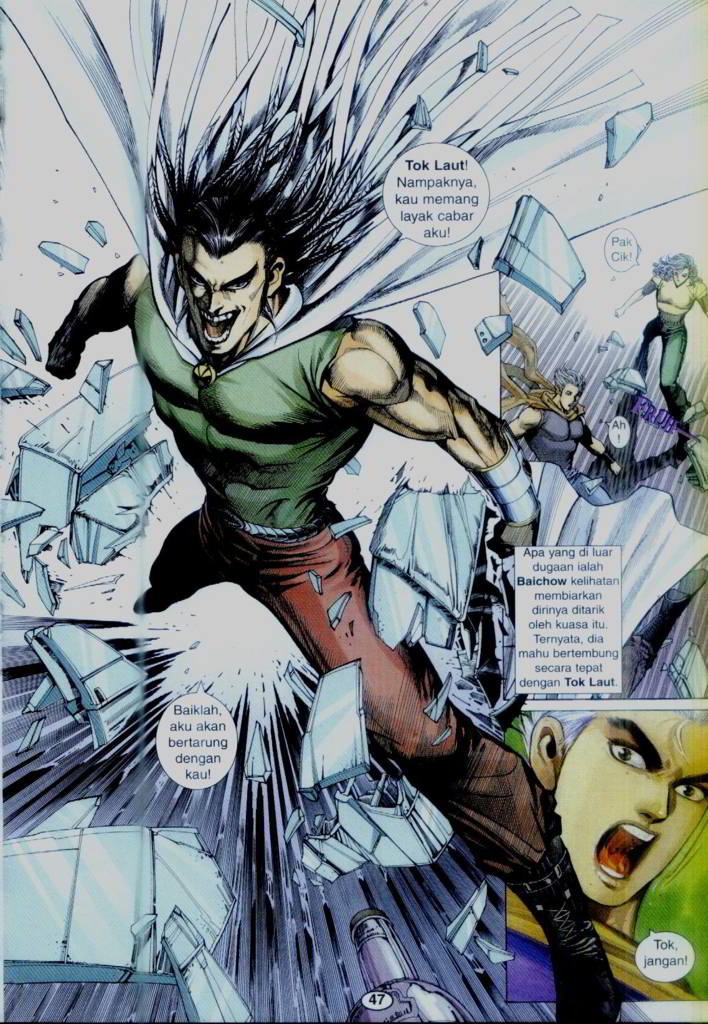 Tok Laut!
Nampaknya,
kau memang
layak cabar
aku!
Pak
Cik!
Ah
!
Apa yang di luar
dugaan ialah
Baichow kelihatan
membiarkan
dirinya ditarik
oleh kuasa itu.
Ternyata, dia
mahu bertembung
secara tepat
dengan Tok Laut.
Baiklah,
aku akan
bertarung
dengan
kau!
Tok,
jangan!
47